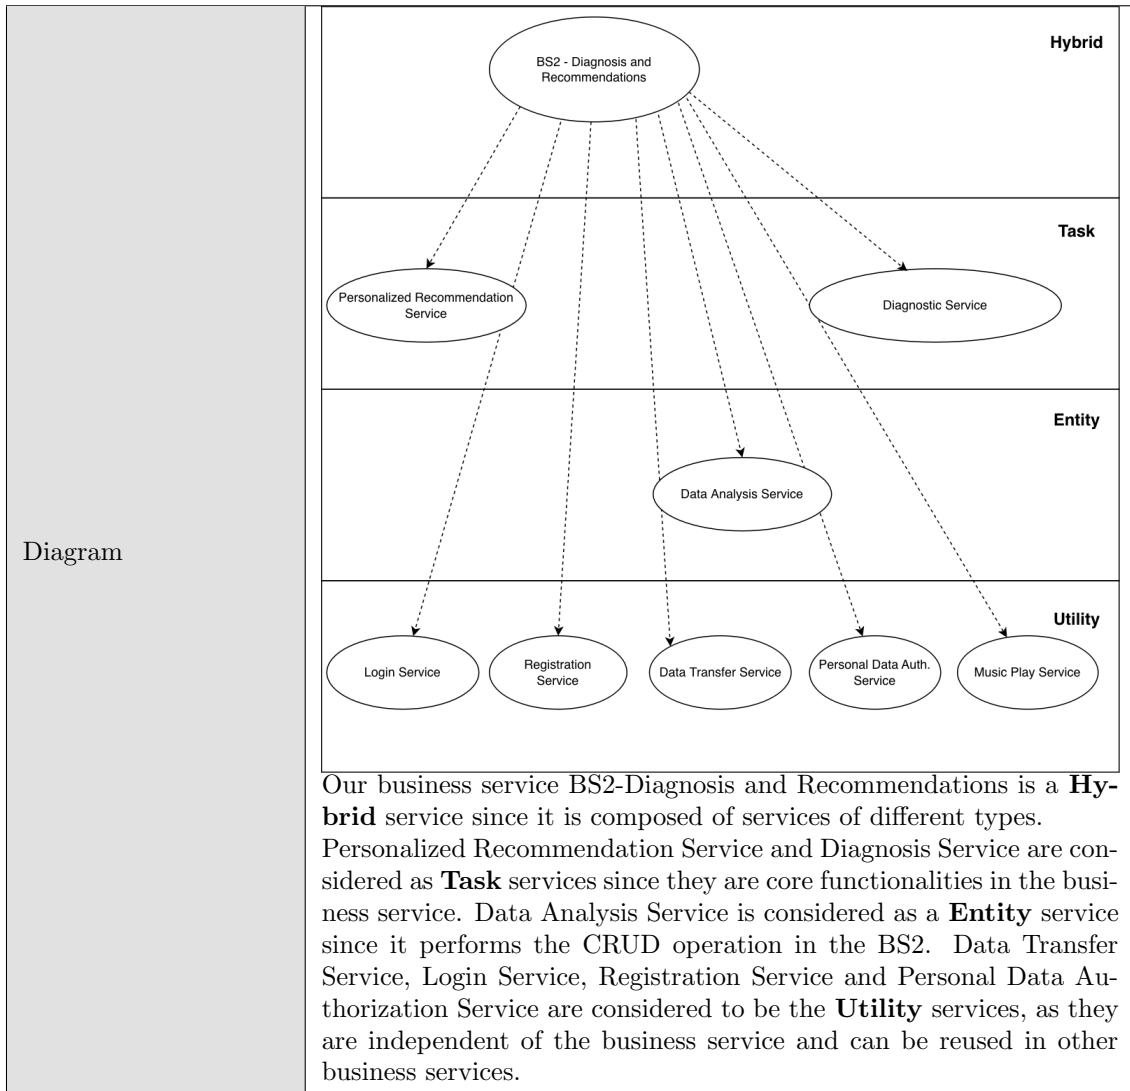 Diagram
Hybrid
BS2 - Diagnosis and
Recommendations
Task
Personalized Recommendation
Service
Diagnostic Service
Entity
Data Analysis Service
Utility
Login Service
Registration
Service
Data Transfer Service
Personal Data Auth.
Service
Music Play Service
Our business service BS2-Diagnosis and Recommendations is a Hy-
brid service since it is composed of services of different types.
Personalized Recommendation Service and Diagnosis Service are con-
sidered as Task services since they are core functionalities in the busi-
ness service. Data Analysis Service is considered as a Entity service
since it performs the CRUD operation in the BS2. Data Transfer
Service, Login Service, Registration Service and Personal Data Au-
thorization Service are considered to be the Utility services, as they
are independent of the business service and can be reused in other
business services.